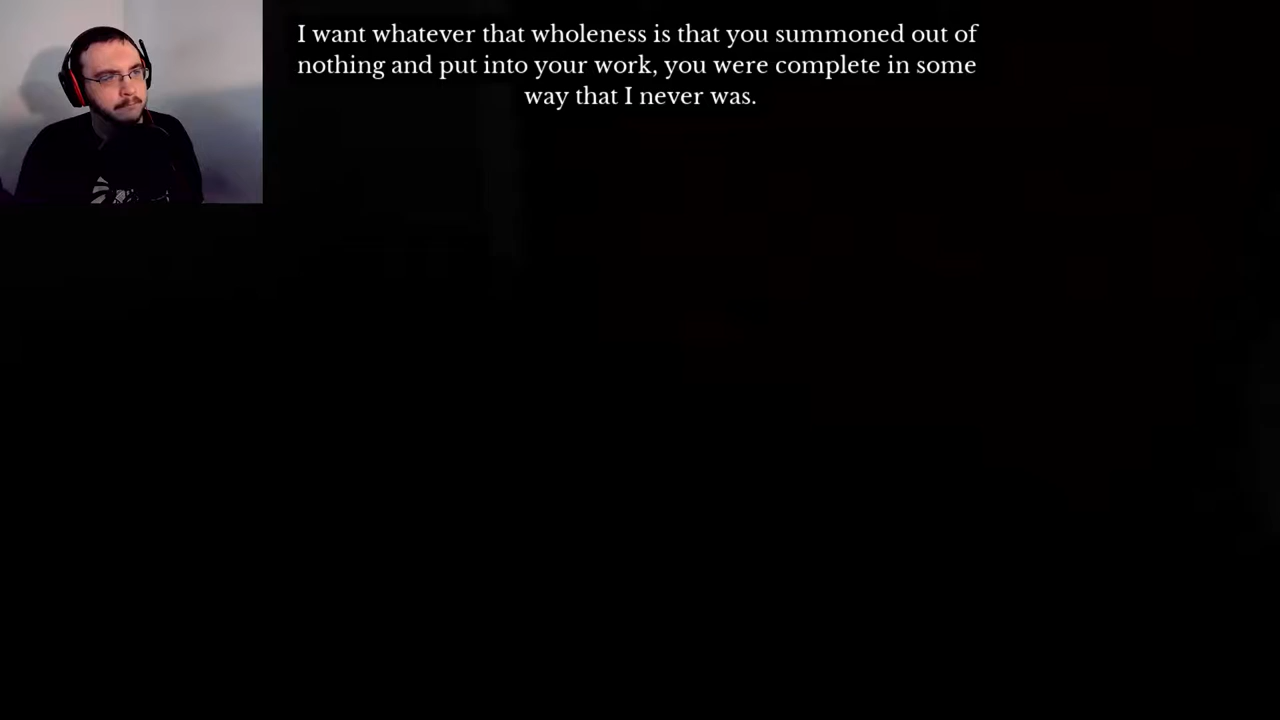 I want whatever that wholeness is that you summoned out of
nothing and put into your work, you were complete in some
way that I never was.